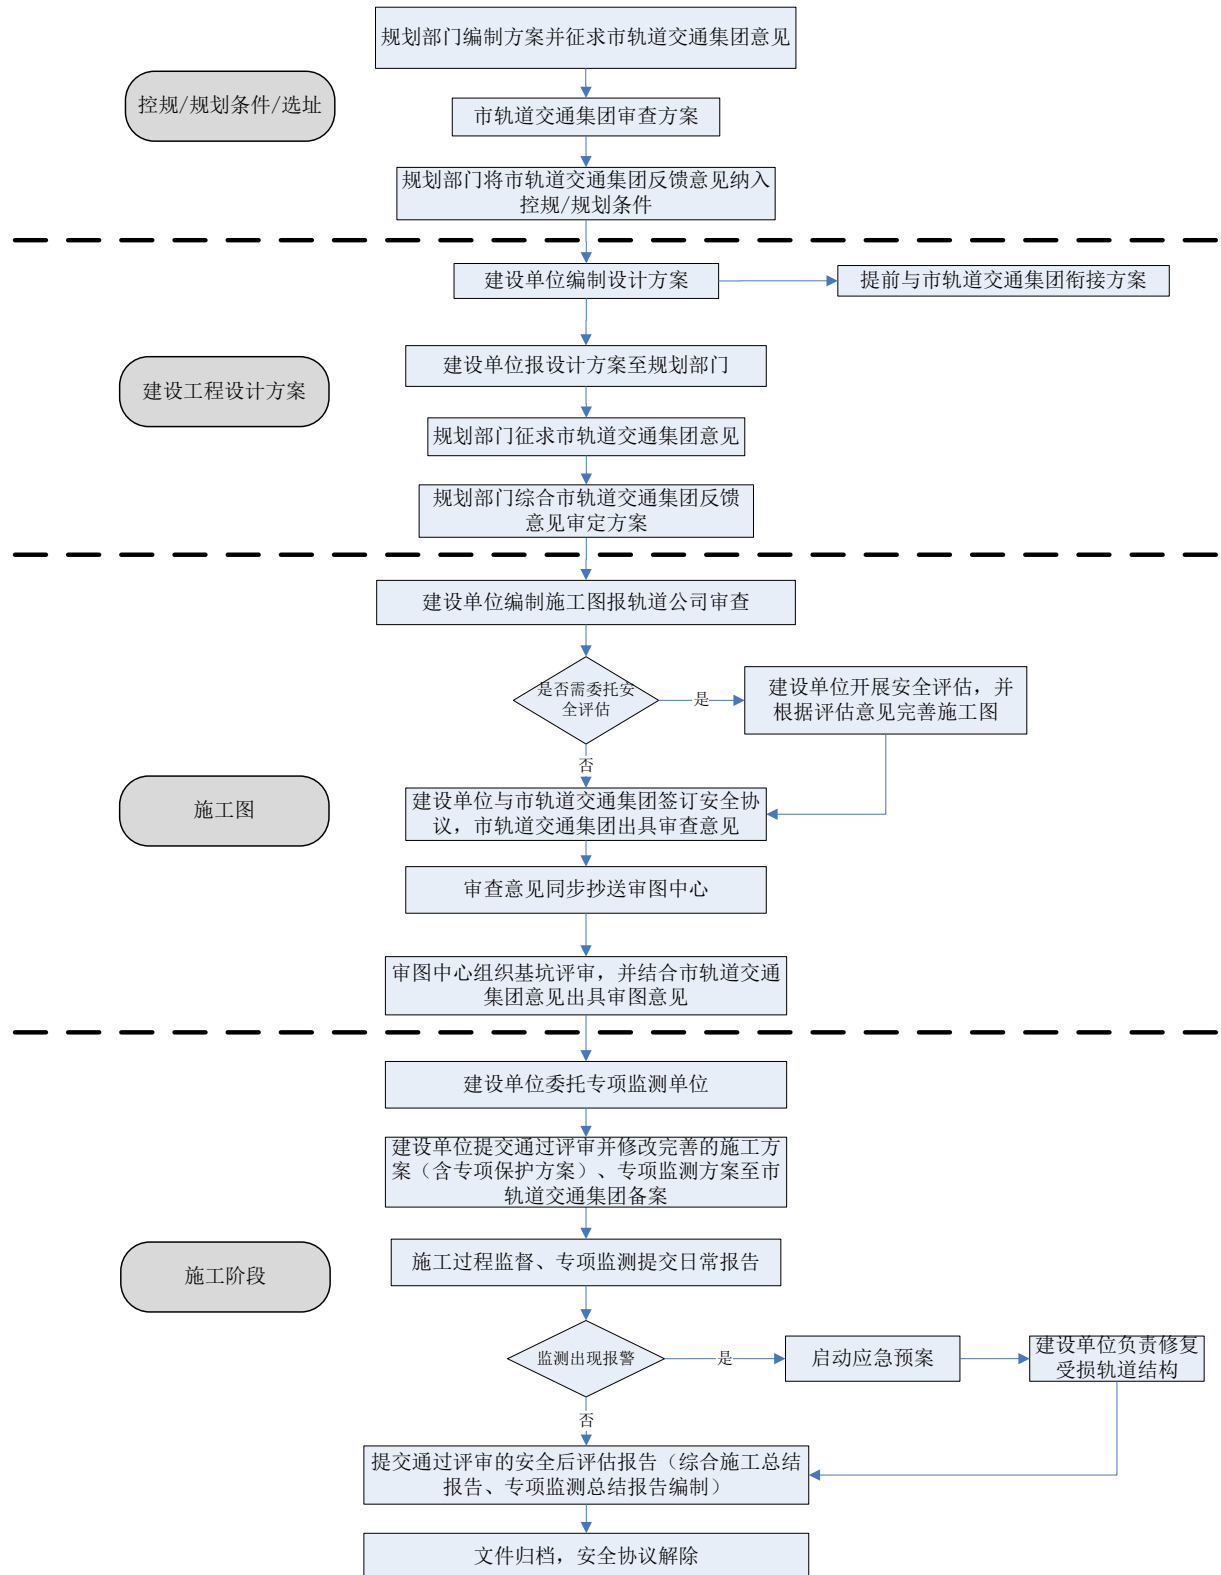 规划部门编制方案并征求市轨道交通集团意见
控规/规划条件/选址
市轨道交通集团审查方案
规划部门将市轨道交通集团反馈意见纳入
控规/规划条件
建设单位编制设计方案
提前与市轨道交通集团衔接方案
建设单位报设计方案至规划部门
建设工程设计方案
规划部门征求市轨道交通集团意见
规划部门综合市轨道交通集团反馈
意见审定方案
建设单位编制施工图报轨道公司审查
是否需委托安
全评估
是
建设单位开展安全评估，并
根据评估意见完善施工图
否
建设单位与市轨道交通集团签订安全协
议，市轨道交通集团出具审查意见
施工图
审查意见同步抄送审图中心
审图中心组织基坑评审，并结合市轨道交通
集团意见出具审图意见
建设单位委托专项监测单位
建设单位提交通过评审并修改完善的施工方
案（含专项保护方案）、专项监测方案至市
轨道交通集团备案
施工过程监督、专项监测提交日常报告
施工阶段
监测出现报警
是
启动应急预案
建设单位负责修复
受损轨道结构
否
提交通过评审的安全后评估报告（综合施工总结
报告、专项监测总结报告编制）
文件归档，安全协议解除